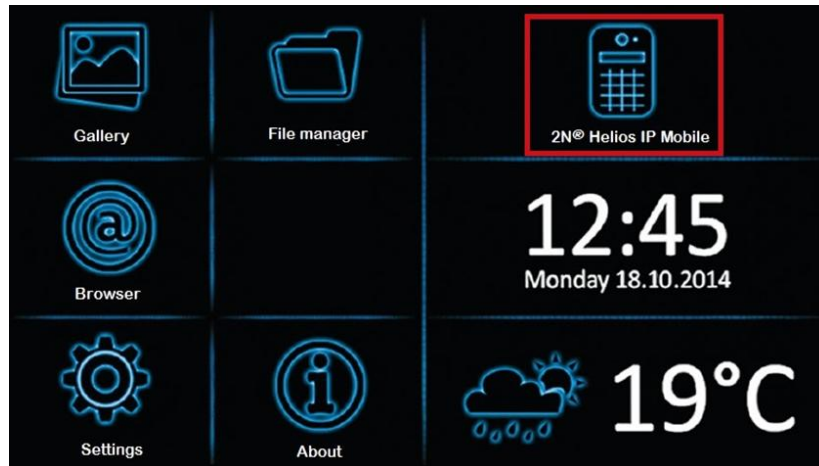 Gallery
File manager
2N® Helios IP Mobile
Browser
12:45
Monday 18.10.2014
Settings
About
19°C